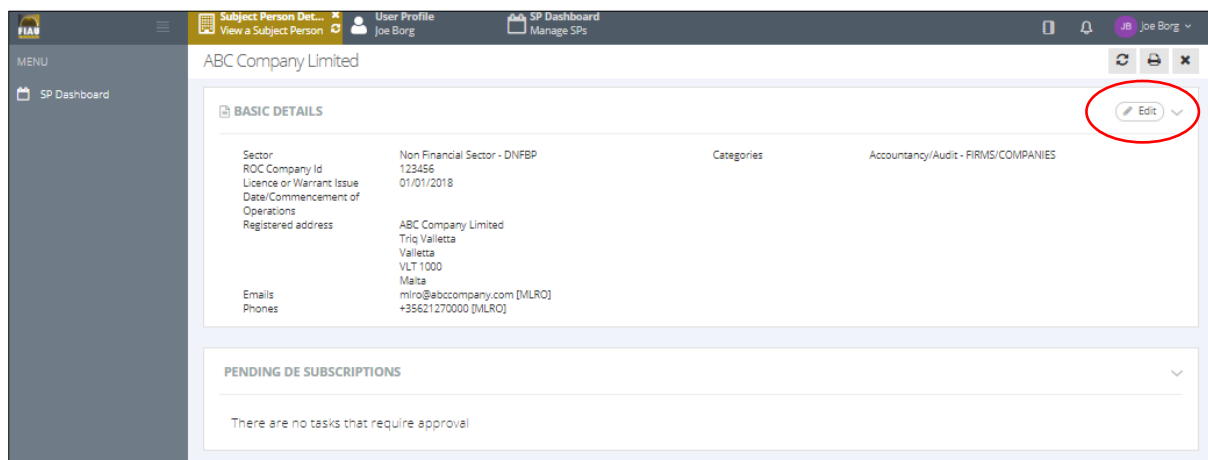 FIAU
Subject Person Det...
View a Subject Person
User Profile
Joe Borg
SP Dashboard
Manage SPs
JB Joe Borg
MENU
SP Dashboard
ABC Company Limited
BASIC DETAILS
Edit
Sector Non Financial Sector - DNFBP Categories Accountancy/Audit - FIRMS/COMPANIES
ROC Company Id 123456
Licence or Warrant Issue 01/01/2018
Date/Commencement of
Operations
Registered address ABC Company Limited
Triq Valletta
Valletta
VLT 1000
Malta
Emails mlro@abccompany.com [MLRO]
Phones +35621270000 [MLRO]
PENDING DE SUBSCRIPTIONS
There are no tasks that require approval